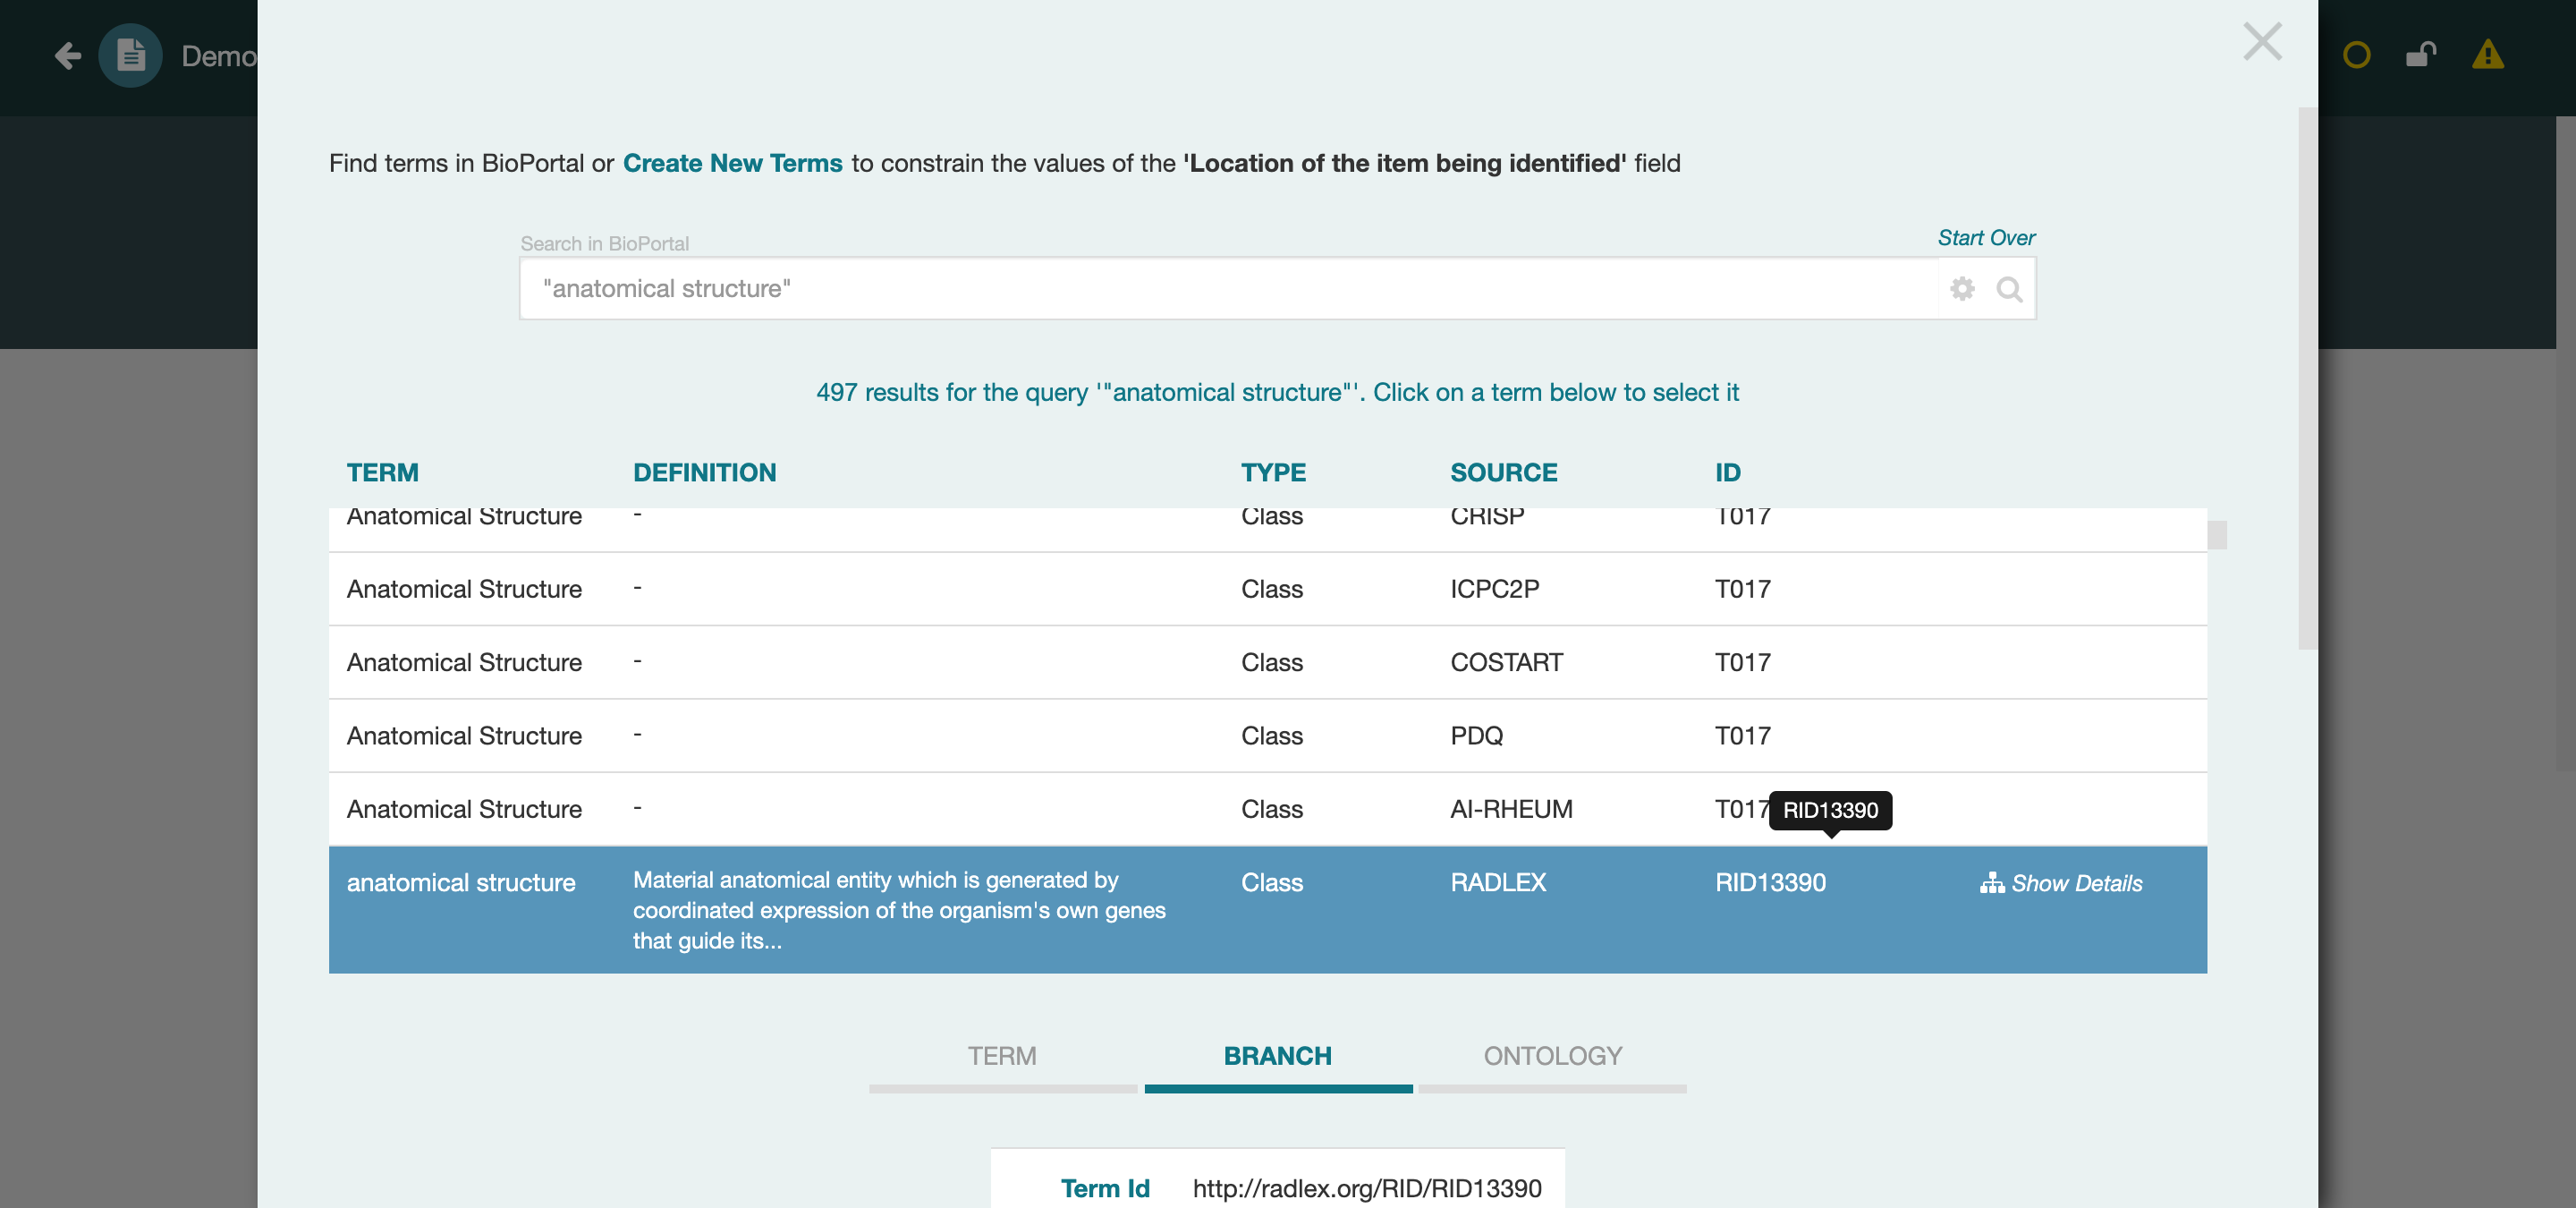 Demo
Find terms in BioPortal or Create New Terms to constrain the values of the 'Location of the item being identified' field
Search in BioPortal
Start Over
"anatomical structure"
497 results for the query '"anatomical structure"'. Click on a term below to select it
TERM DEFINITION TYPE SOURCE ID
Anatomical Structure - Class CRISP T017
Anatomical Structure - Class ICPC2P T017
Anatomical Structure - Class COSTART T017
Anatomical Structure - Class PDQ T017
Anatomical Structure - Class AI-RHEUM T017
RID13390
anatomical structure Material anatomical entity which is generated by Class RADLEX RID13390 Show Details
coordinated expression of the organism's own genes
that guide its...
TERM BRANCH ONTOLOGY
Term Id http://radlex.org/RID/RID13390